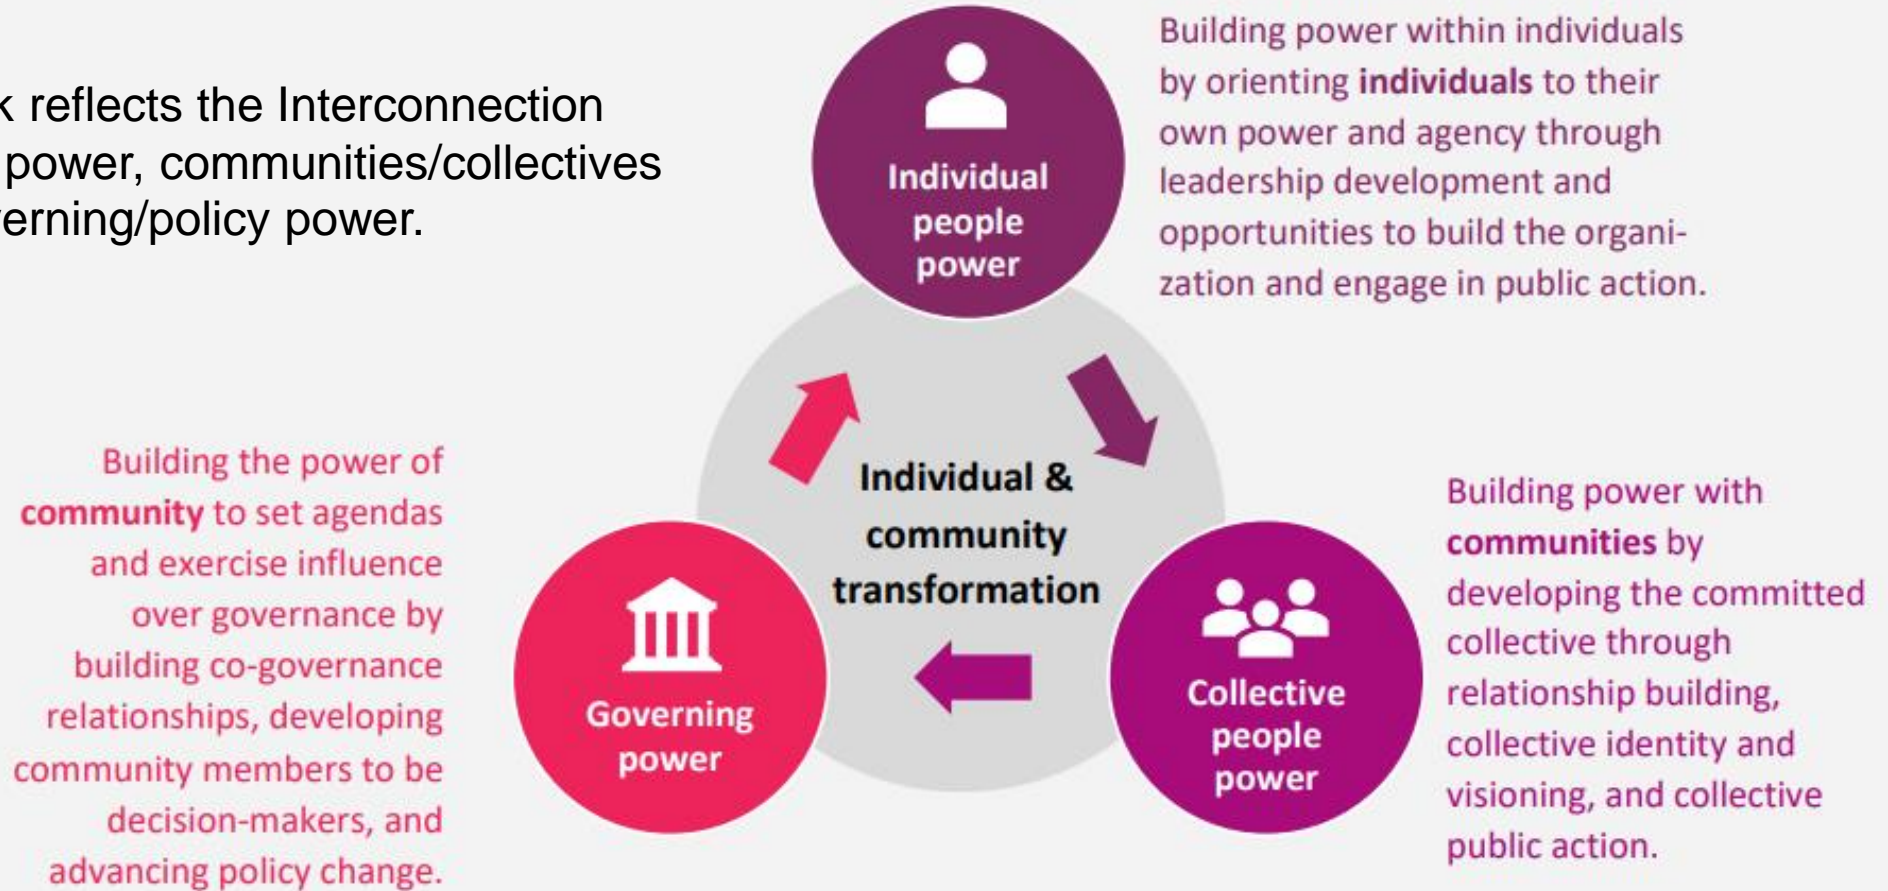 reflects the Interconnection
power, communities/collectives
power.
Individual
people
power
Building power within individuals
by orienting individuals to their
own power and agency through
leadership development and
opportunities to build the organi-
zation and engage in public action.
Individual &
community
transformation
Building the power of
community to set agendas
and exercise influence
over governance by
building co-governance
relationships, developing
community members to be
decision-makers, and
advancing policy change.
Governing
power
Collective
people
power
Building power with
communities by
developing the committed
collective through
relationship building,
collective identity and
visioning, and collective
public action.